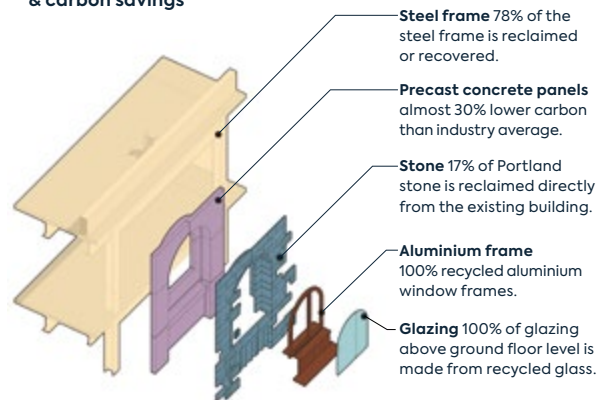 & carbon savings
Steel frame 78% of the
steel frame is reclaimed
or recovered.
Precast concrete panels
almost 30% lower carbon
than industry average.
Stone 17% of Portland
stone is reclaimed directly
from the existing building.
Aluminium frame
100% recycled aluminium
window frames.
Glazing 100% of glazing
above ground floor level is
made from recycled glass.